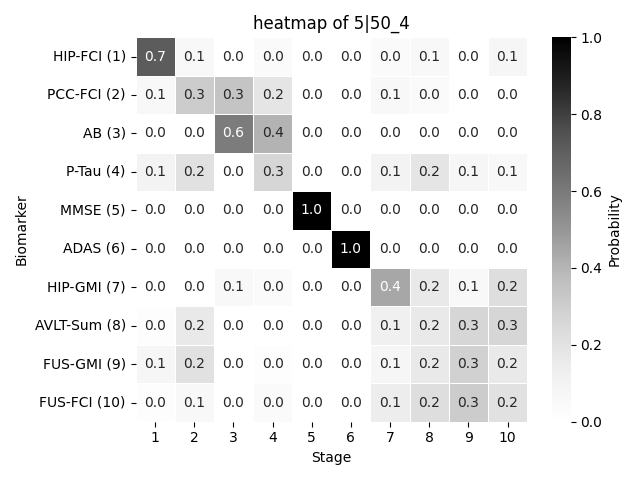 heatmap of 5|50_4
HIP-FCI (1) 0.7 0.1 0.0 0.0 0.0 0.0 0.0 0.1 0.0 0.1
PCC-FCI (2) 0.1 0.3 0.3 0.2 0.0 0.0 0.1 0.0 0.0 0.0
AB (3) 0.0 0.0 0.6 0.4 0.0 0.0 0.0 0.0 0.0 0.0
P-Tau (4) 0.1 0.2 0.0 0.3 0.0 0.0 0.1 0.2 0.1 0.1
MMSE (5) 0.0 0.0 0.0 0.0 1.0 0.0 0.0 0.0 0.0 0.0
ADAS (6) 0.0 0.0 0.0 0.0 0.0 1.0 0.0 0.0 0.0 0.0
HIP-GMI (7) 0.0 0.0 0.1 0.0 0.0 0.0 0.4 0.2 0.1 0.2
AVLT-Sum (8) 0.0 0.2 0.0 0.0 0.0 0.0 0.1 0.2 0.3 0.3
FUS-GMI (9) 0.1 0.2 0.0 0.0 0.0 0.0 0.1 0.2 0.3 0.2
FUS-FCI (10) 0.0 0.1 0.0 0.0 0.0 0.0 0.1 0.2 0.3 0.2
1 2 3 4 5 6 7 8 9 10
Stage
Biomarker
1.0
0.8
0.6
0.4
0.2
0.0
Probability